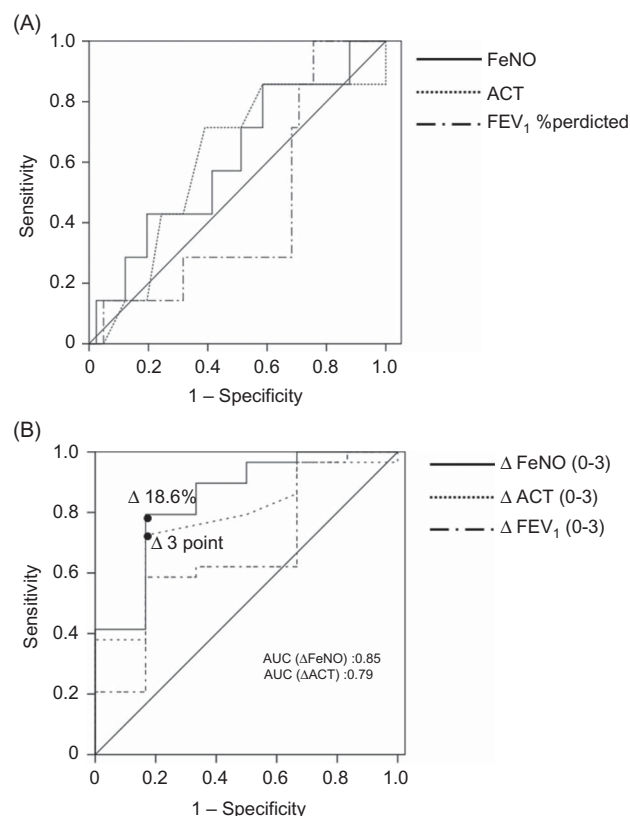 (A)
1.0
0.8
0.6
0.4
0.2
0
Sensitivity
0
0.2
0.4
0.6
0.8
1.0
1 – Specificity
FeNO
ACT
FEV₁ %perdicted
(B)
1.0
0.8
0.6
0.4
0.2
0
Sensitivity
Δ 18.6%
Δ 3 point
AUC (ΔFeNO) :0.85
AUC (ΔACT) :0.79
0
0.2
0.4
0.6
0.8
1.0
1 – Specificity
Δ FeNO (0-3)
Δ ACT (0-3)
Δ FEV₁ (0-3)